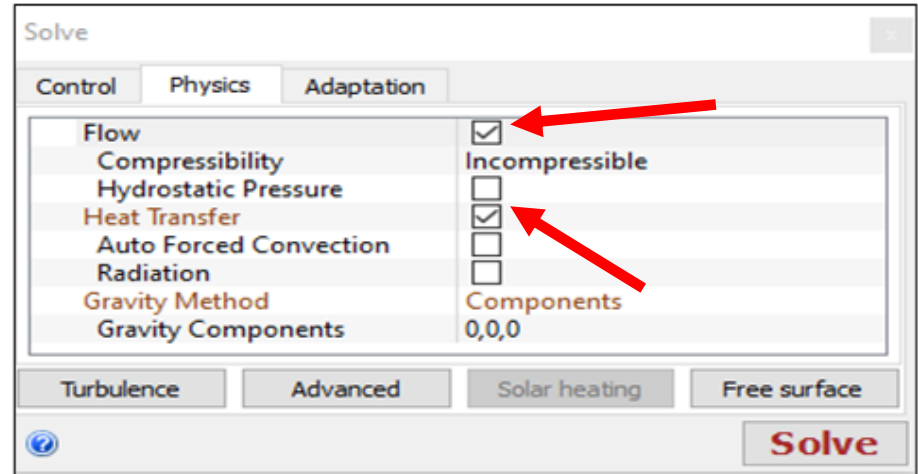 Solve
Control Physics Adaptation
Flow
Compressibility Incompressible
Hydrostatic Pressure
Heat Transfer
Auto Forced Convection
Radiation
Gravity Method Components
Gravity Components 0,0,0
Turbulence Advanced Solar heating Free surface
? Solve